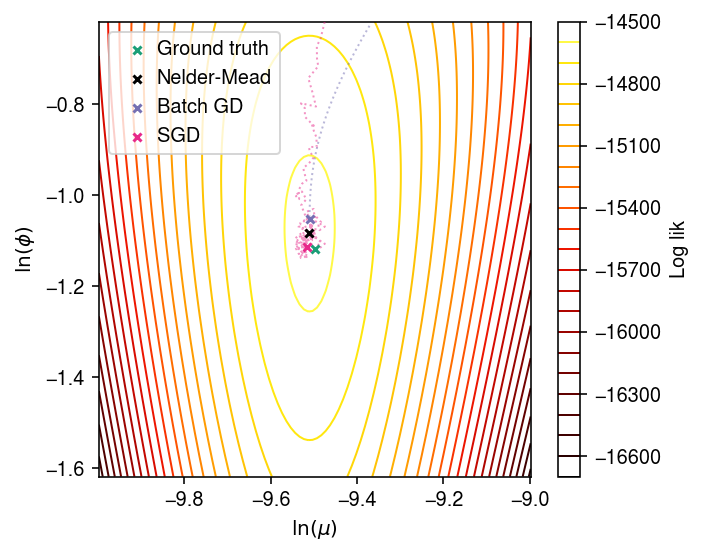 Ground truth
Nelder-Mead
Batch GD
SGD
−0.8
−1.0
−1.2
−1.4
−1.6
ln(ϕ)
−9.8
−9.6
−9.4
−9.2
−9.0
ln(μ)
−14500
−14800
−15100
−15400
−15700
−16000
−16300
−16600
Log lik